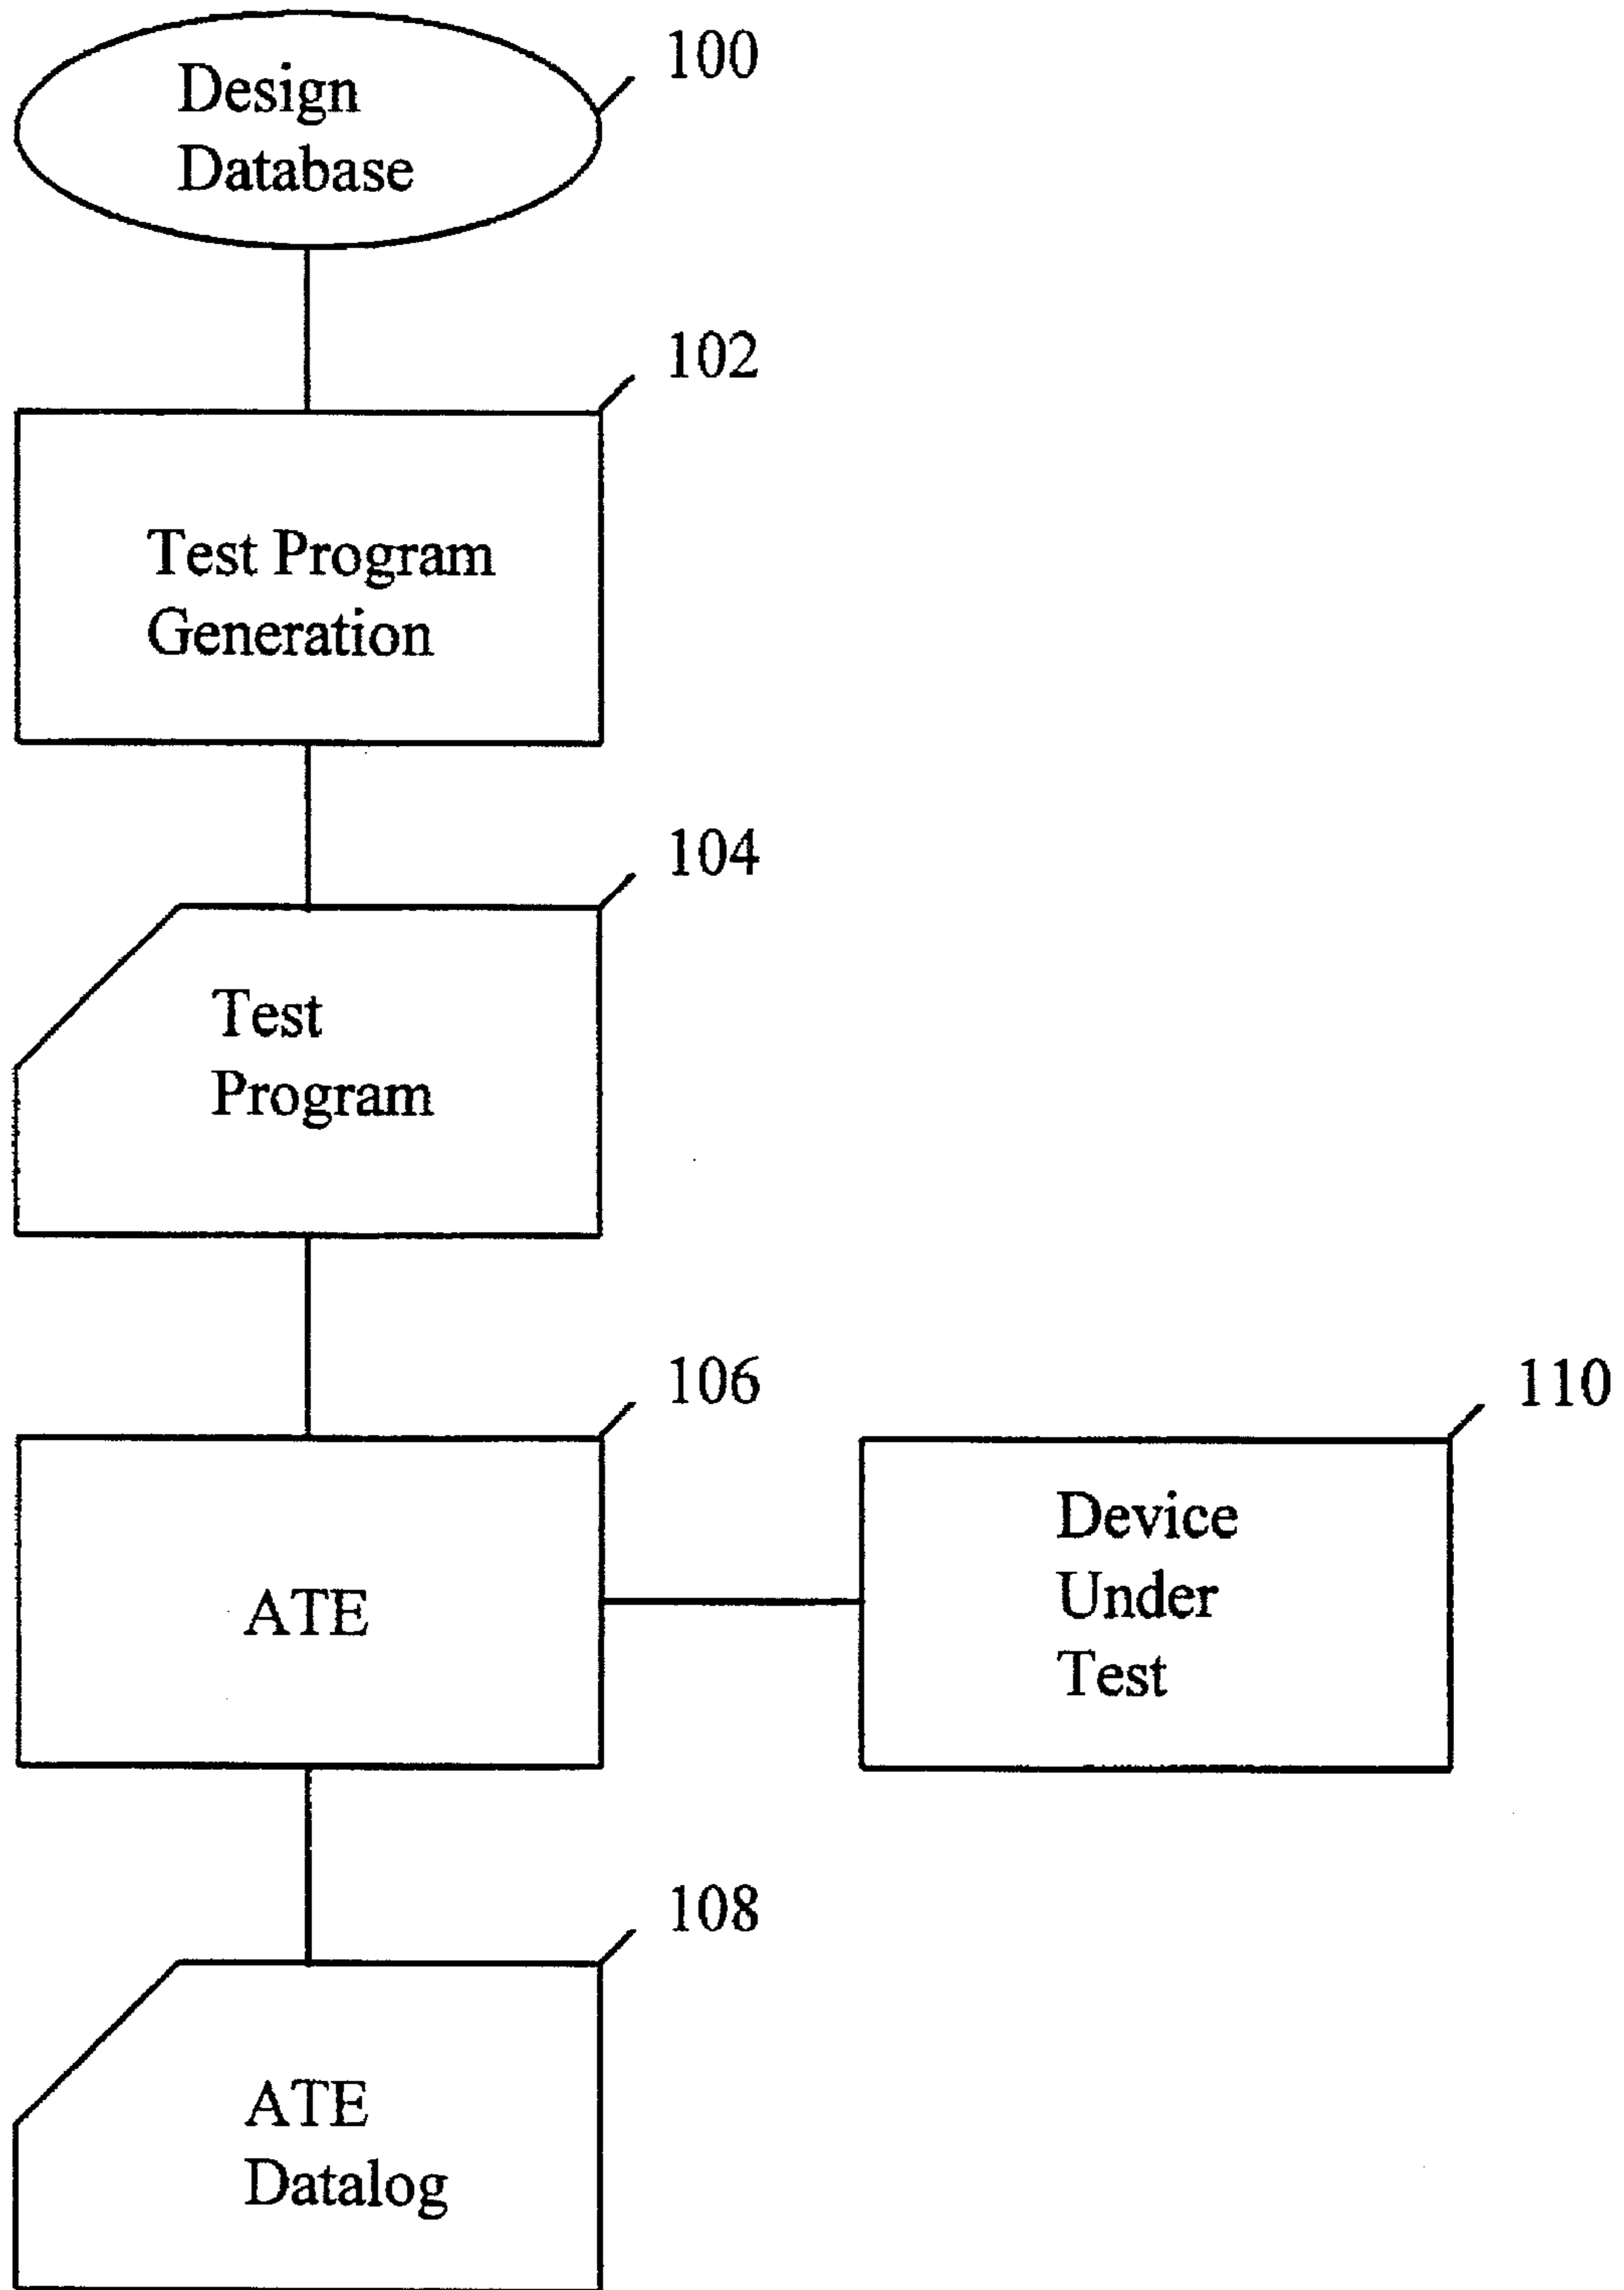 100
Design
Database
102
Test Program
Generation
104
Test
Program
106
110
ATE
Device
Under
Test
108
ATE
Datalog